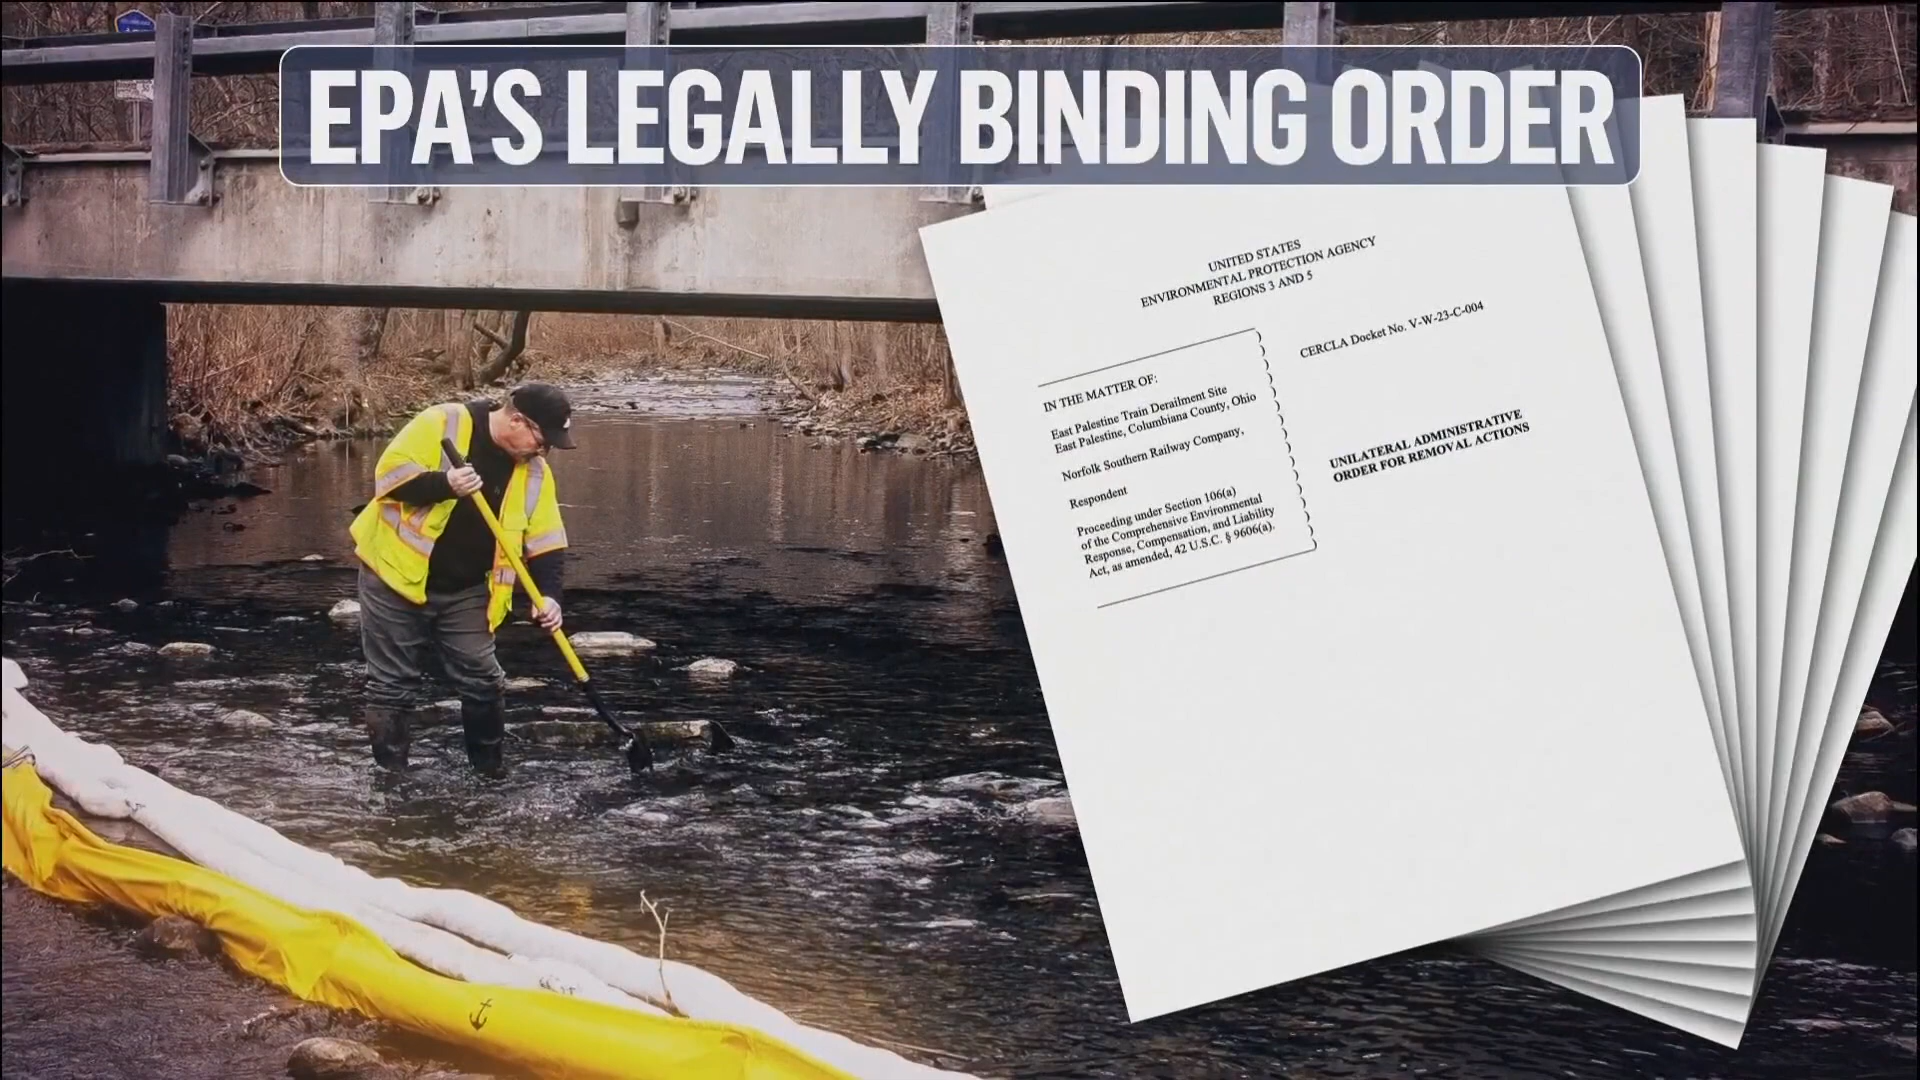 EPA'S LEGALLY BINDING ORDER
UNITED STATES
ENVIRONMENTAL PROTECTION AGENCY
REGIONS 3 AND 5
IN THE MATTER OF:
East Palestine Train Derailment Site
East Palestine, Columbiana County, Ohio
Norfolk Southern Railway Company,
Respondent
Proceeding under Section 106(a)
of the Comprehensive Environmental
Response, Compensation, and Liability
Act, as amended, 42 U.S.C. § 9606(a).
CERCLA Docket No. V-W-23-C-004
UNILATERAL ADMINISTRATIVE
ORDER FOR REMOVAL ACTIONS